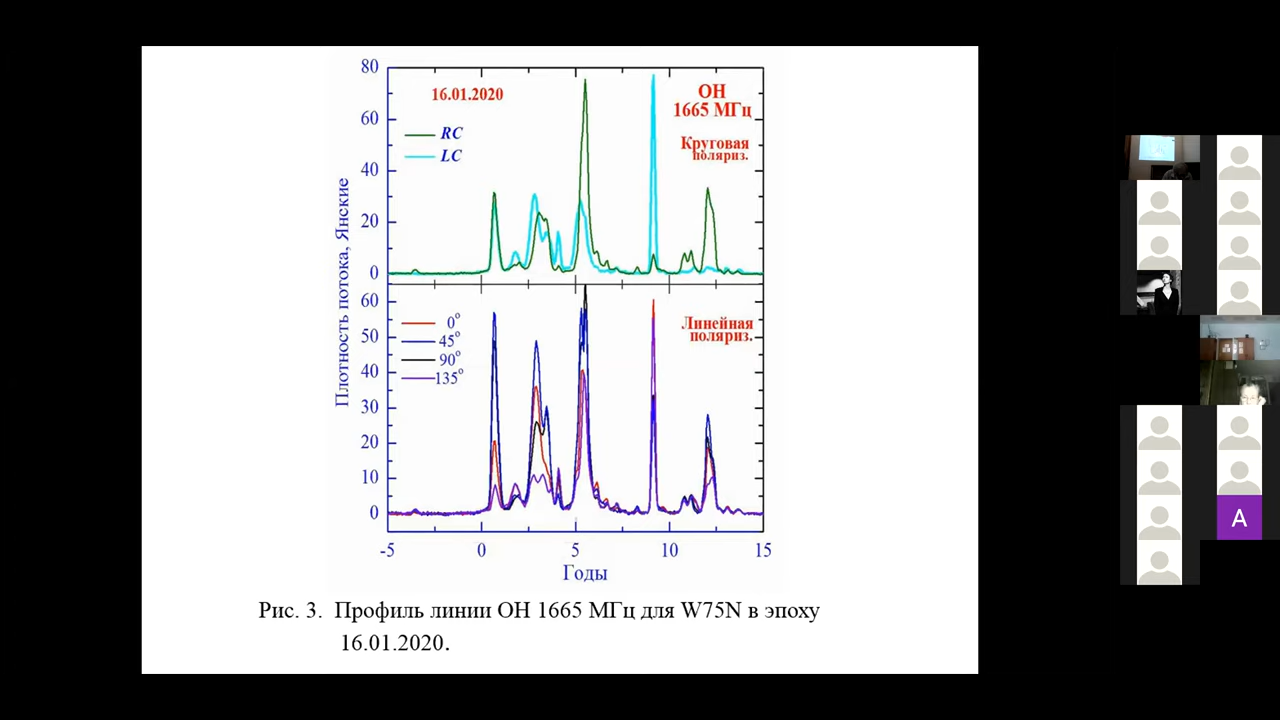 80
60
40
20
0
16.01.2020
RC
LC
ОН
1665 МГц
Круговая
поляриз.
Плотность потока, Янские
60
50
40
30
20
10
0
0°
45°
90°
135°
Линейная
поляриз.
-5
0
5
10
15
Годы
Рис. 3. Профиль линии ОН 1665 МГц для W75N в эпоху
16.01.2020.
A